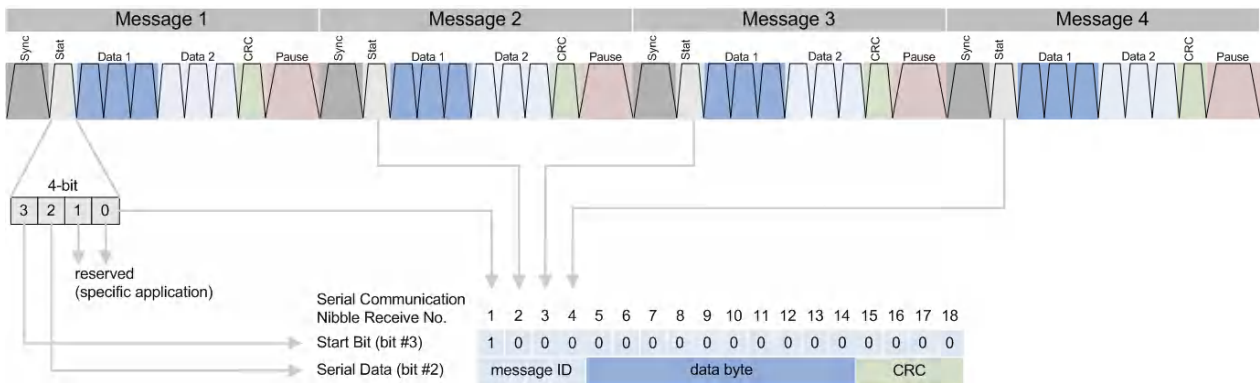 Message 1 Message 2 Message 3 Message 4
Sync Stat Data 1 Data 2 CRC Pause Sync Stat Data 1 Data 2 CRC Pause Sync Stat Data 1 Data 2 CRC Pause Sync Stat Data 1 Data 2 CRC Pause
4-bit
3 2 1 0
reserved
(specific application)
Serial Communication
Nibble Receive No. 1 2 3 4 5 6 7 8 9 10 11 12 13 14 15 16 17 18
Start Bit (bit #3) 1 0 0 0 0 0 0 0 0 0 0 0 0 0 0 0 0 0
Serial Data (bit #2) message ID data byte CRC